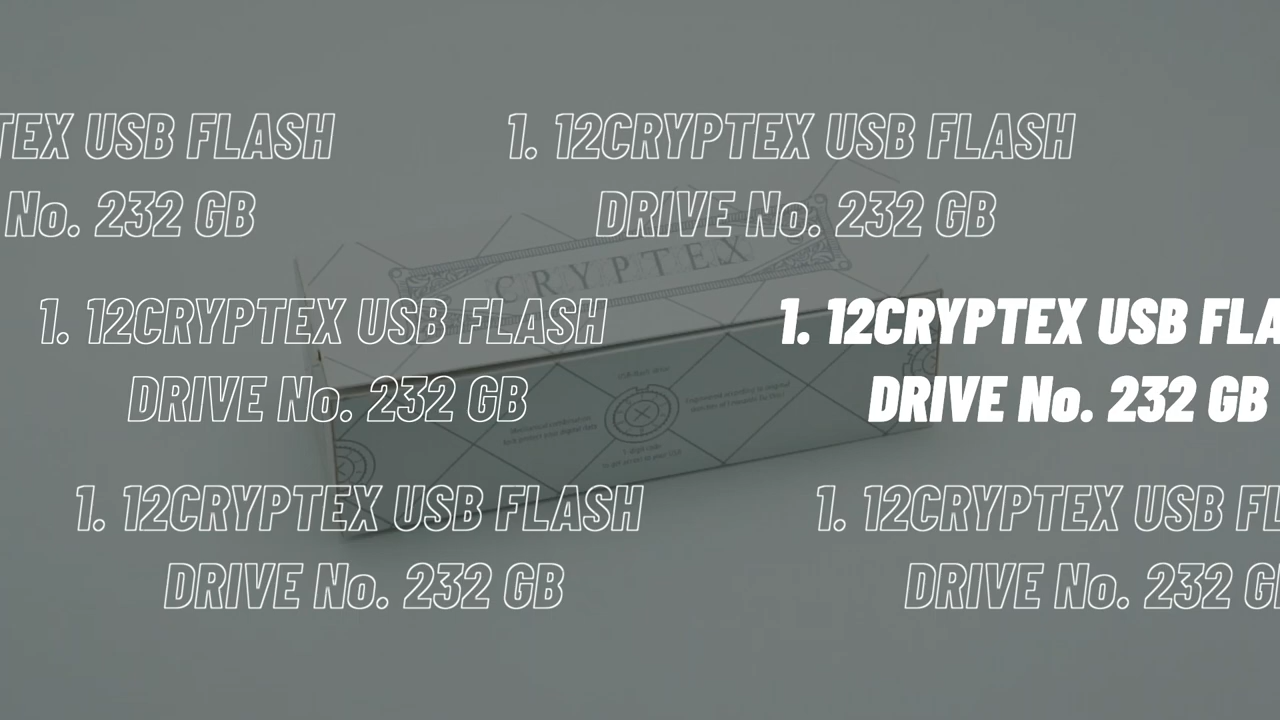 TEX USB FLASH
No. 232 GB
1. 12CRYPTEX USB FLASH
DRIVE No. 232 GB
CRYPTEX
1. 12CRYPTEX USB FLASH
DRIVE No. 232 GB
1. 12CRYPTEX USB FLA
DRIVE No. 232 GB
1. 12CRYPTEX USB FLASH
DRIVE No. 232 GB
1. 12CRYPTEX USB FL
DRIVE No. 232 G